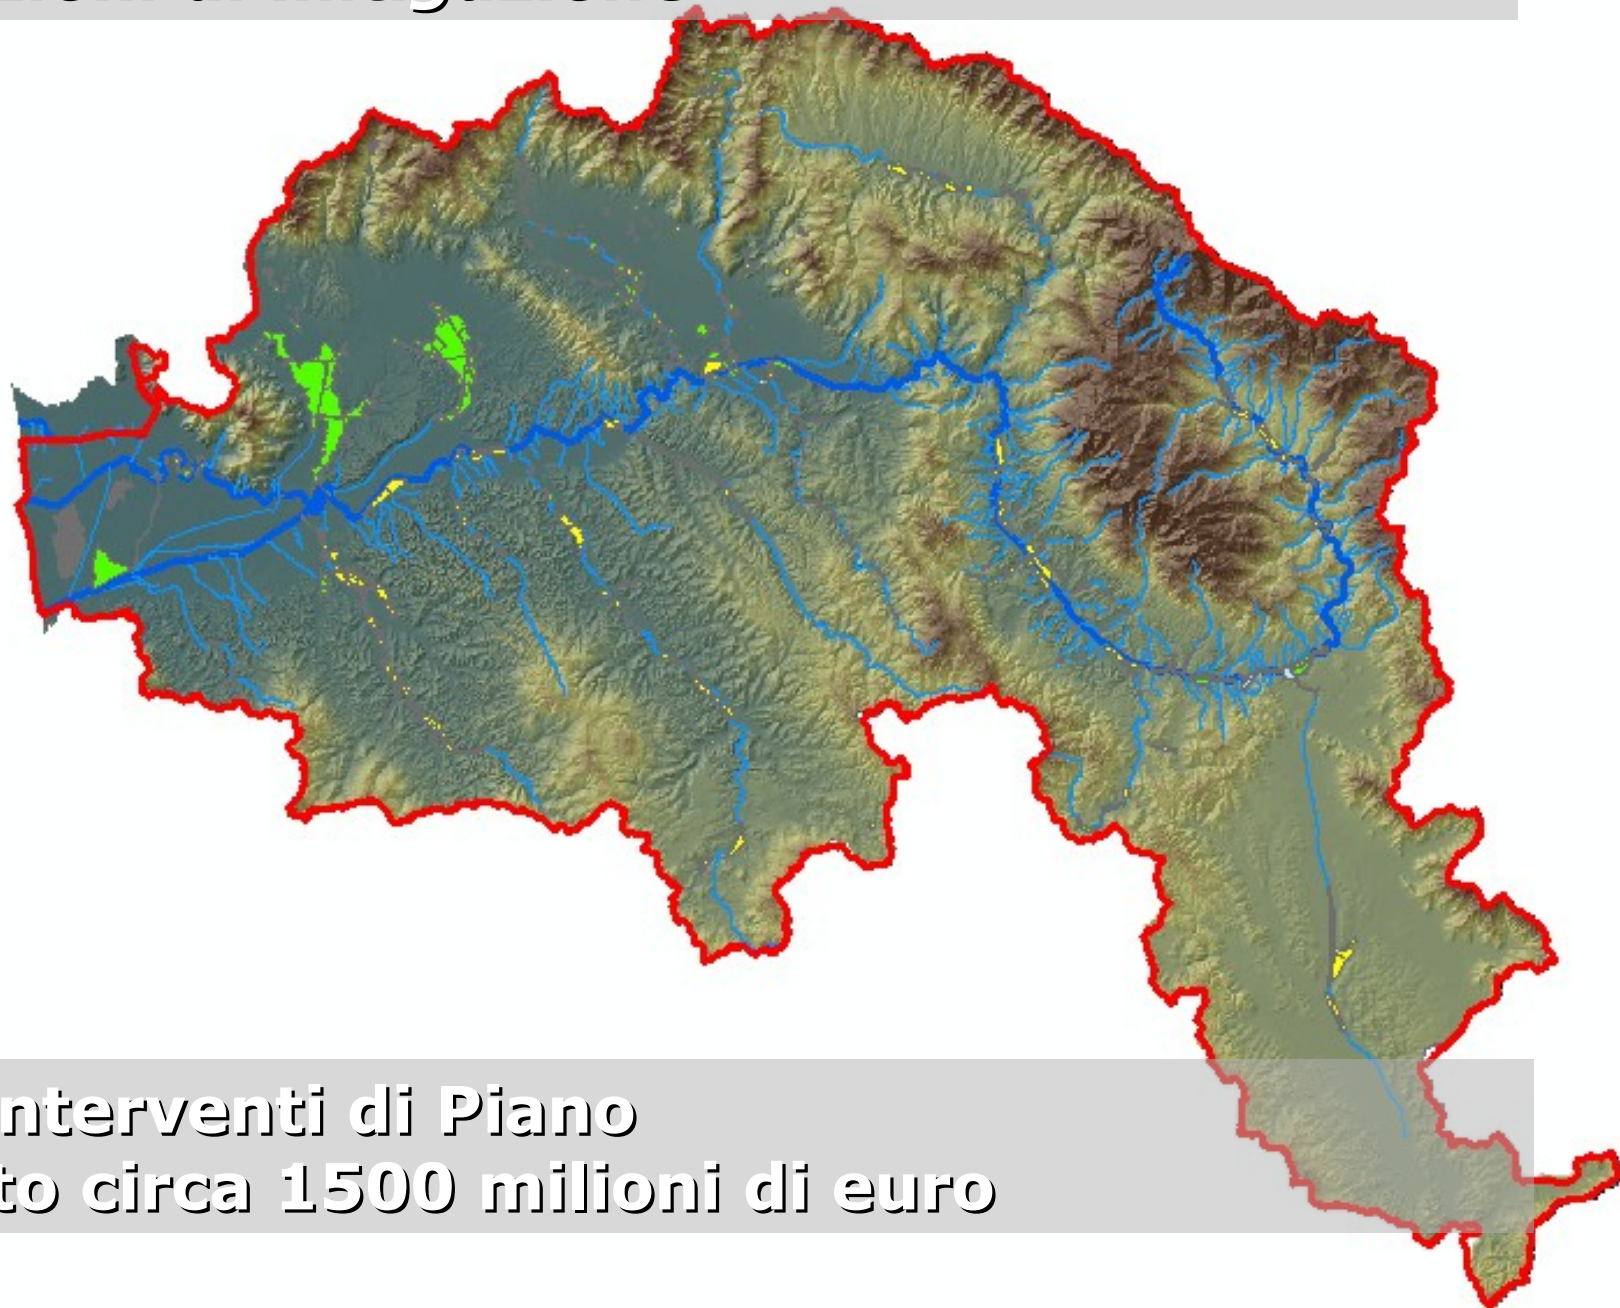 nterventi di Piano
to circa 1500 milioni di euro